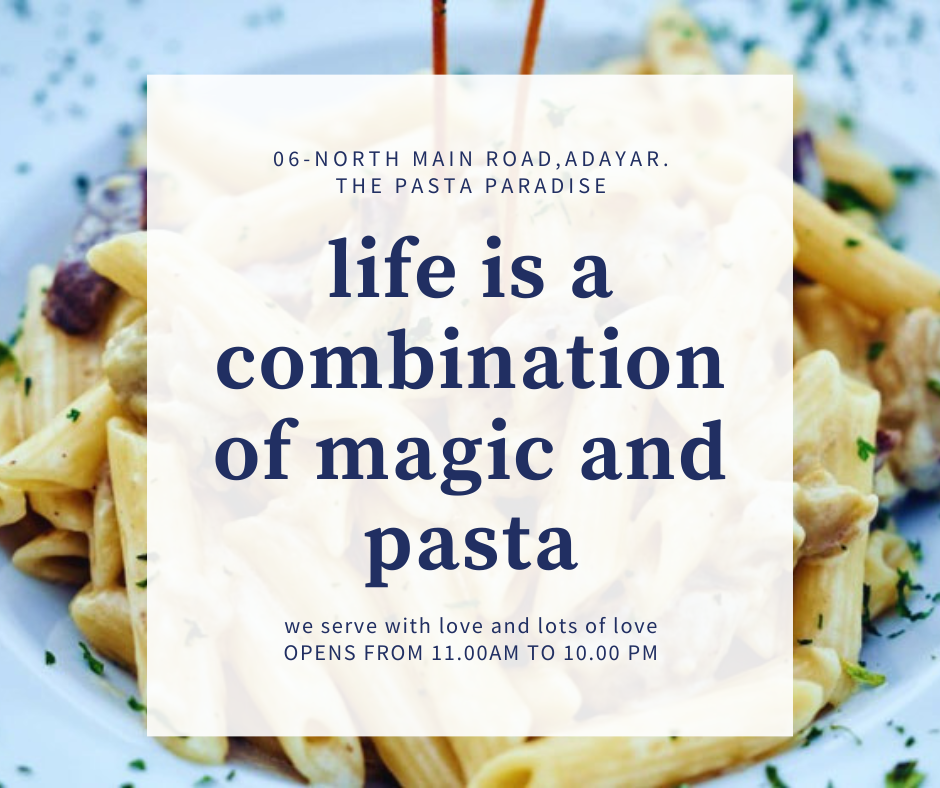 06-NORTH MAIN ROAD,ADAYAR.
THE PASTA PARADISE
life is a
combination
of magic and
pasta
we serve with love and lots of love
OPENS FROM 11.00AM TO 10.00 PM